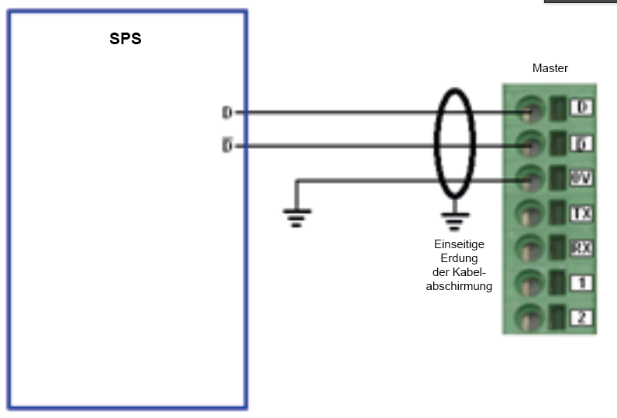 SPS
Master
D
D
D̅
D̅
0V
TX
RX
1
2
Einseitige
Erdung
der Kabel-
abschirmung